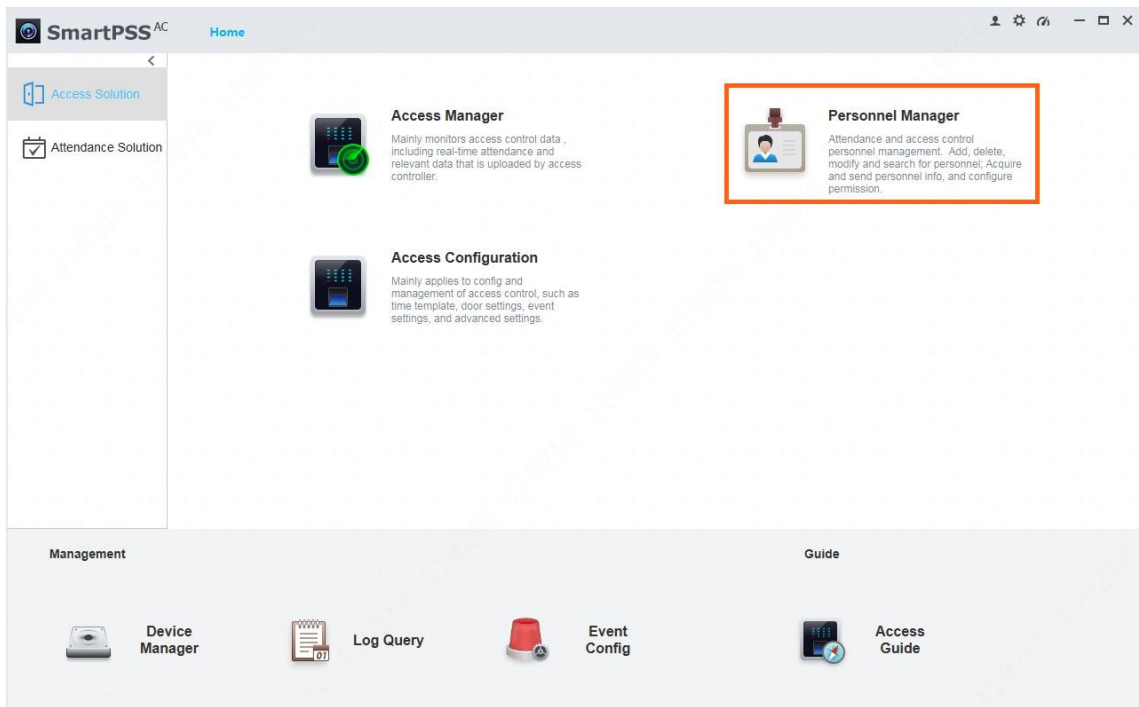 SmartPSS AC
Home
Access Solution
Attendance Solution
Access Manager
Mainly monitors access control data ,
including real-time attendance and
relevant data that is uploaded by access
controller.
Personnel Manager
Attendance and access control
personnel management. Add, delete,
modify and search for personnel; Acquire
and send personnel info, and configure
permission.
Access Configuration
Mainly applies to config and
management of access control, such as
time template, door settings, event
settings, and advanced settings.
Management
Guide
Device
Manager
01
Log Query
Event
Config
Access
Guide